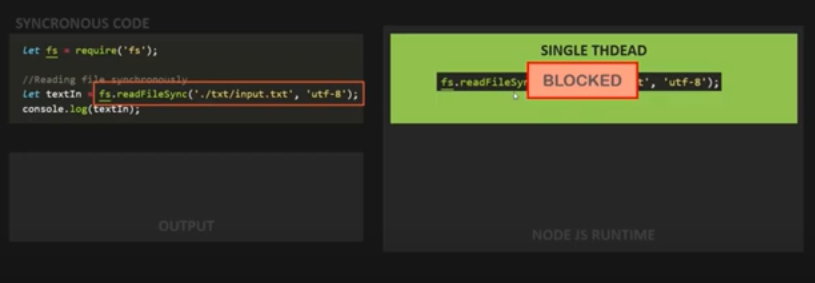 SYNCRONOUS CODE
let fs = require('fs');
//Reading file synchronously
let textIn = fs.readFileSync('./txt/input.txt', 'utf-8');
console.log(textIn);
OUTPUT
SINGLE THDEAD
fs.readFileSyn BLOCKED t', 'utf-8');
NODE JS RUNTIME